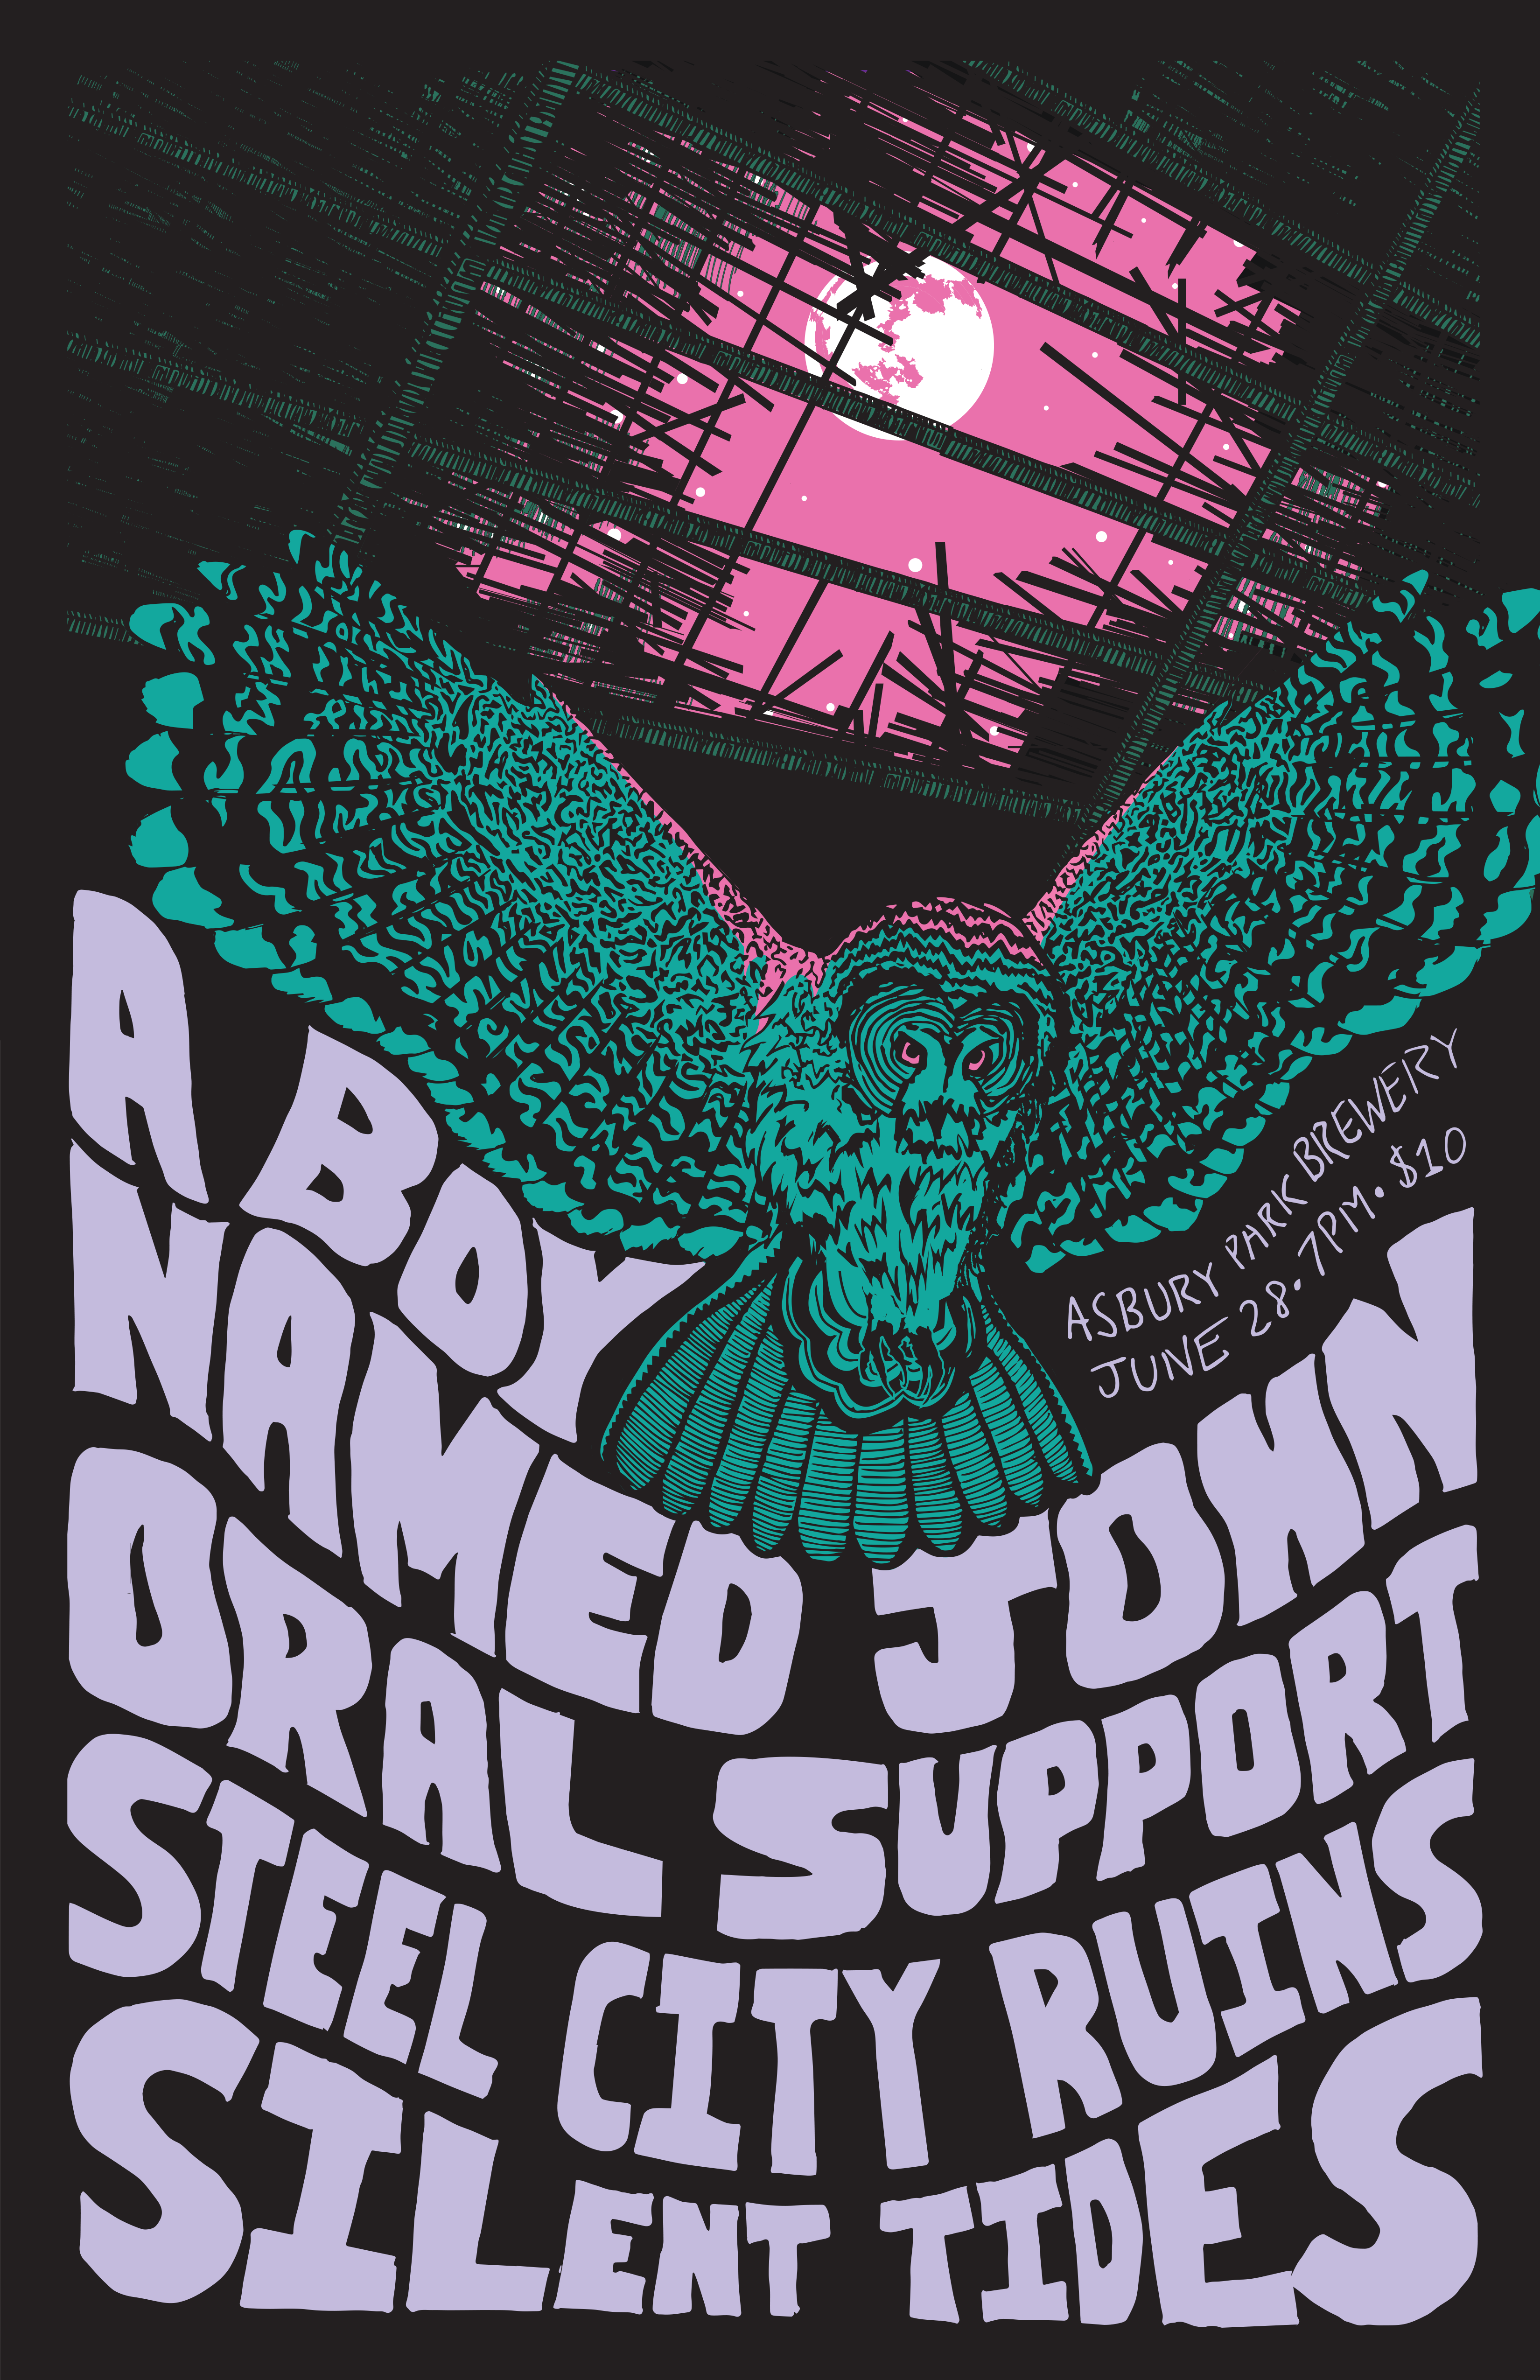 A BOY
NAMED JOHN
ASBURY PARK BREWERY
JUNE 28 • 7PM • $10
ORAL SUPPORT
STEEL CITY RUINS
SILENT TIDES